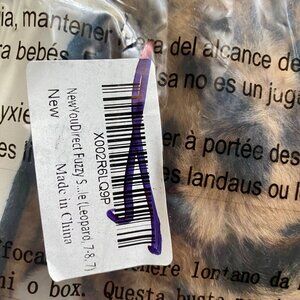 ia, mantener
ra del alcance de
ra bebés
sa no es un jug
yxie
er à portée des
es
es landaus ou l
X002R6LQ9P
NewYouDirect Fuzzy S...le (Leopard, 7-8, 7)
New
Made in China
ffoca
nere lontano da
ni o box. Questa